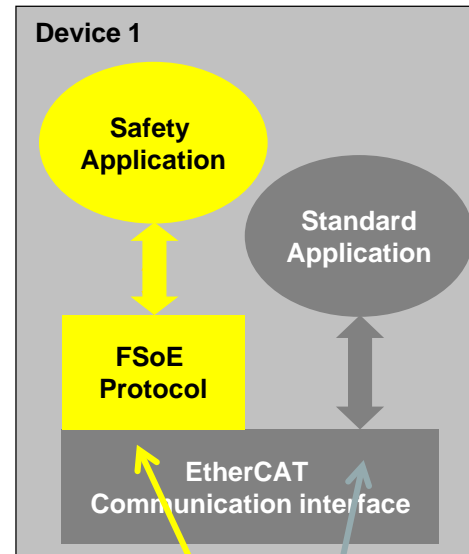 Device 1
Safety
Application
Standard
Application
FSoE
Protocol
EtherCAT
Communication interface